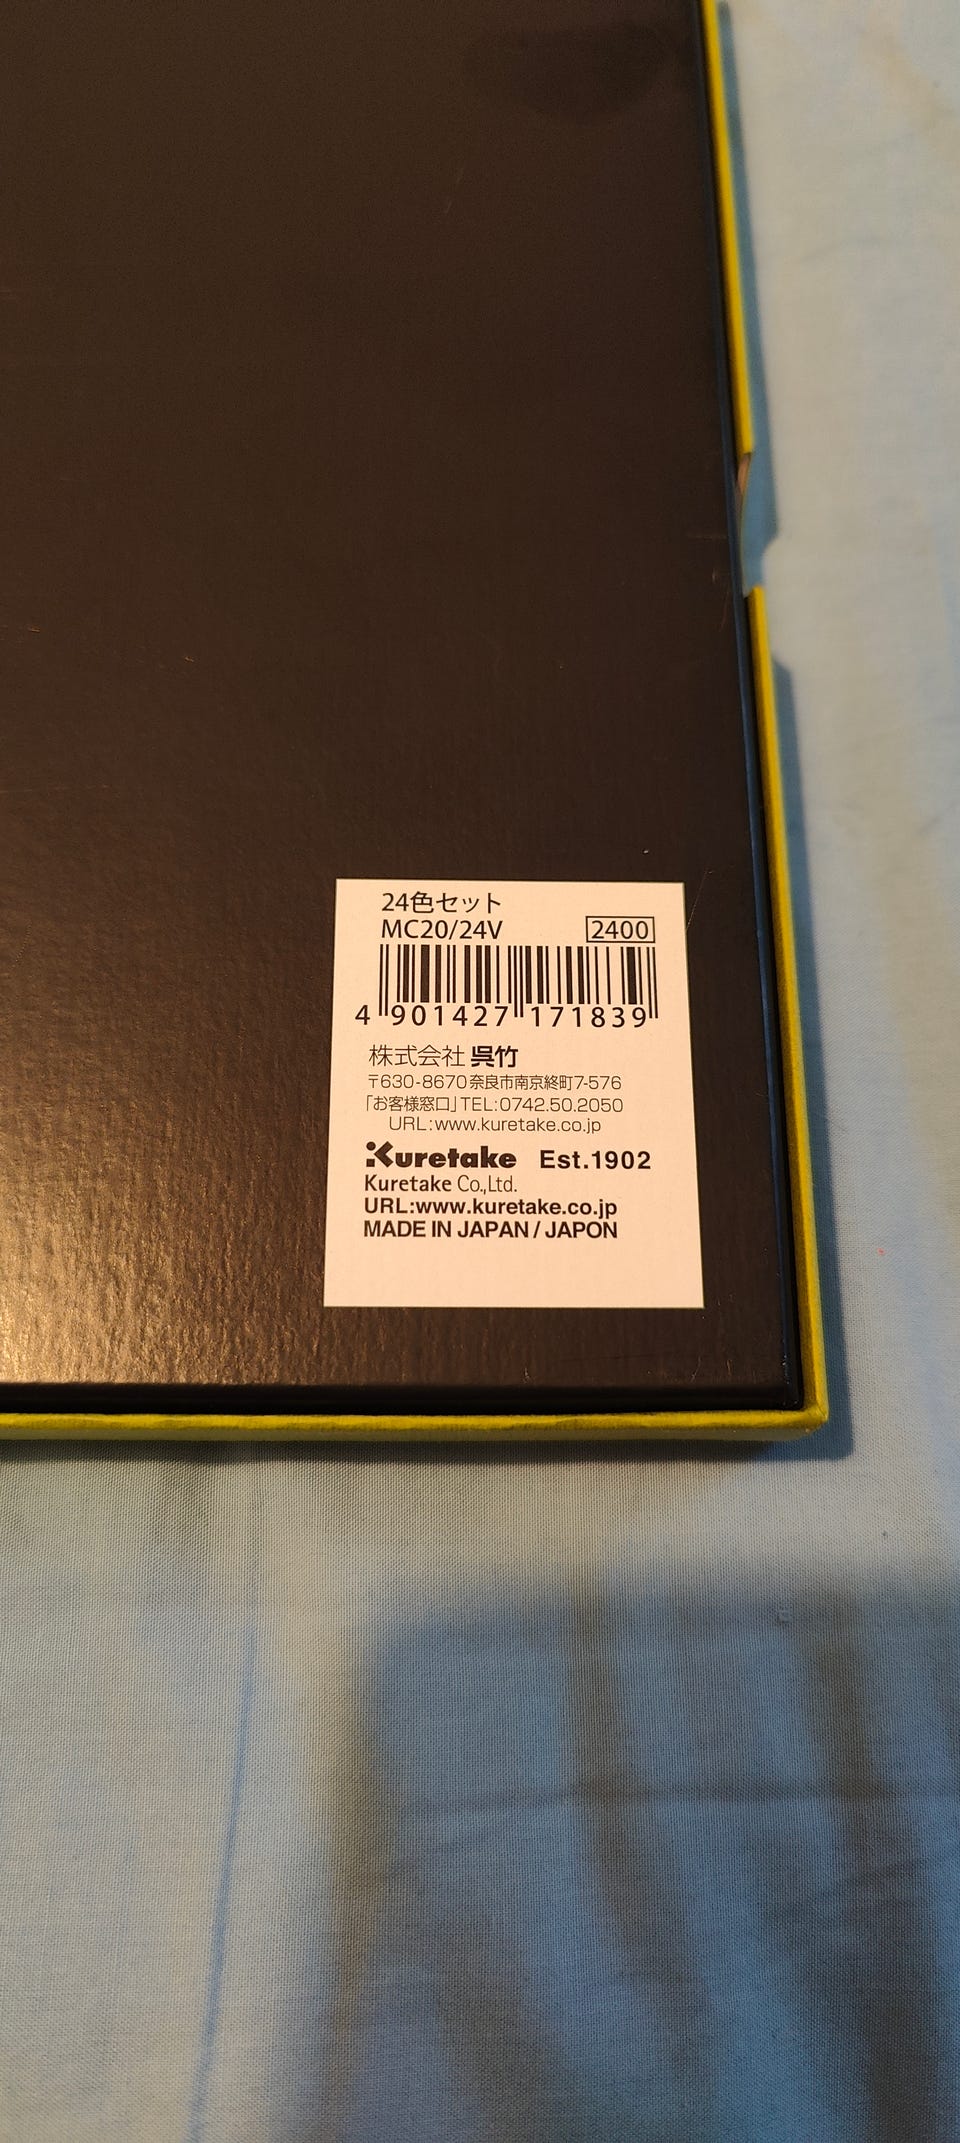 24色セット
MC20/24V 2400
4 901427 171839
株式会社 呉竹
〒630-8670 奈良市南京終町7-576
「お客様窓口」TEL:0742.50.2050
URL:www.kuretake.co.jp
Kuretake Est.1902
Kuretake Co.,Ltd.
URL:www.kuretake.co.jp
MADE IN JAPAN / JAPON